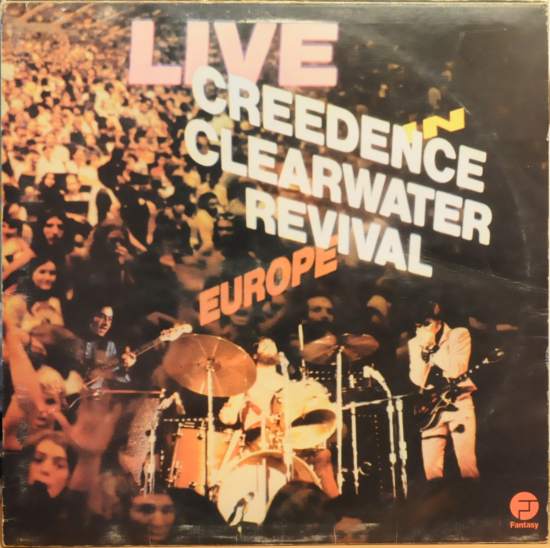 LIVE
IN
CREEDENCE
CLEARWATER
REVIVAL
EUROPE
Fantasy